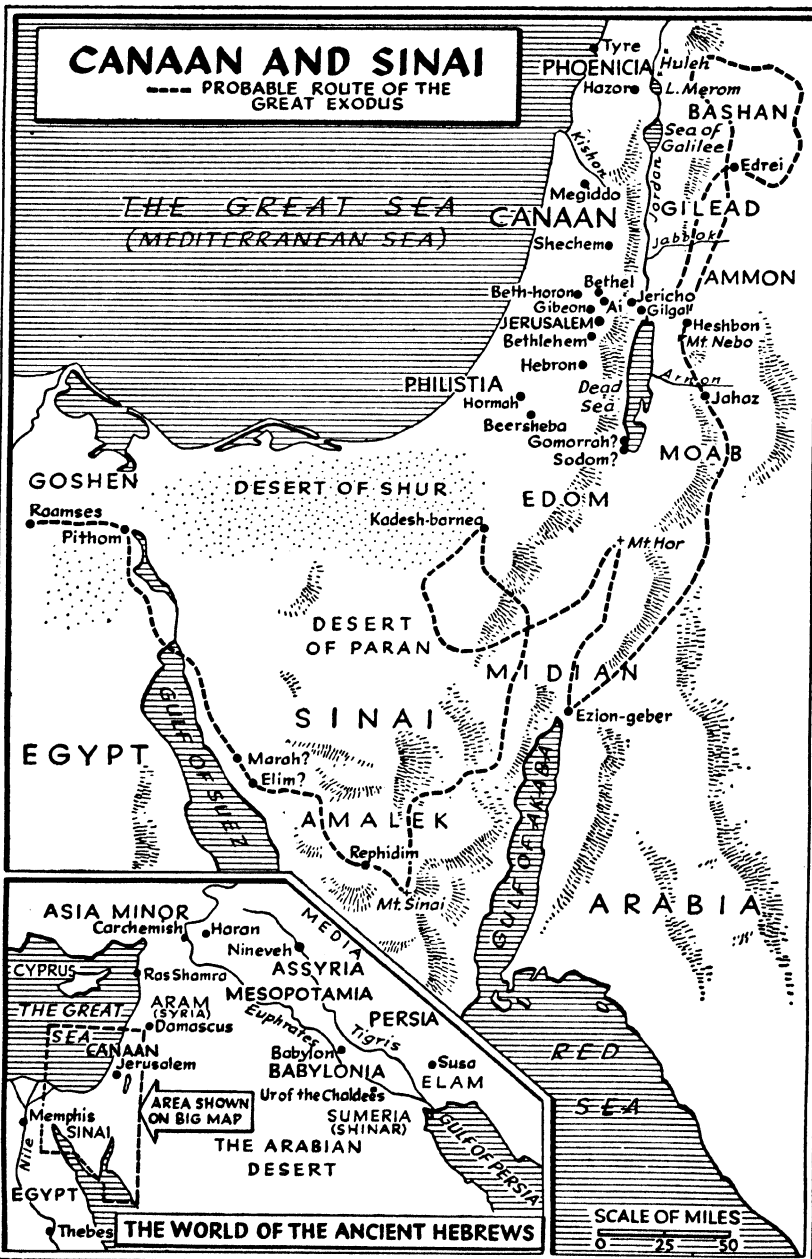 CANAAN AND SINAI
PROBABLE ROUTE OF THE
GREAT EXODUS
Tyre
PHOENICIA
Huleh
Hazor
L. Merom
BASHAN
Sea of
Galilee
Kishon
Edrei
Megiddo
Jordan
THE GREAT SEA
(MEDITERRANEAN SEA)
CANAAN
GILEAD
Shechem
Jabbok
AMMON
Bethel
Beth-horon
Ai
Jericho
Gibeon
Gilgal
JERUSALEM
Heshbon
Bethlehem
Mt. Nebo
Hebron
Arnon
PHILISTIA
Dead
Sea
Hormah
Jahaz
Beersheba
Gomorrah?
Sodom?
MOAB
GOSHEN
DESERT OF SHUR
EDOM
Raamses
Pithom
Kadesh-barnea
Mt. Hor
DESERT
OF PARAN
MIDIAN
SINAI
Ezion-geber
EGYPT
GULF OF SUEZ
Marah?
Elim?
GULF OF AKABA
AMALEK
Rephidim
Mt. Sinai
ARABIA
RED
SEA
ASIA MINOR
Carchemish
Haran
MEDIA
Nineveh
ASSYRIA
CYPRUS
Ras Shamra
MESOPOTAMIA
ARAM
(SYRIA)
THE GREAT
SEA
Damascus
Euphrates
Tigris
PERSIA
CANAAN
Jerusalem
Babylon
BABYLONIA
Susa
ELAM
Ur of the Chaldees
AREA SHOWN
ON BIG MAP
SUMERIA
(SHINAR)
Memphis
SINAI
Nile
THE ARABIAN
DESERT
GULF OF PERSIA
EGYPT
Thebes
THE WORLD OF THE ANCIENT HEBREWS
SCALE OF MILES
0 25 50